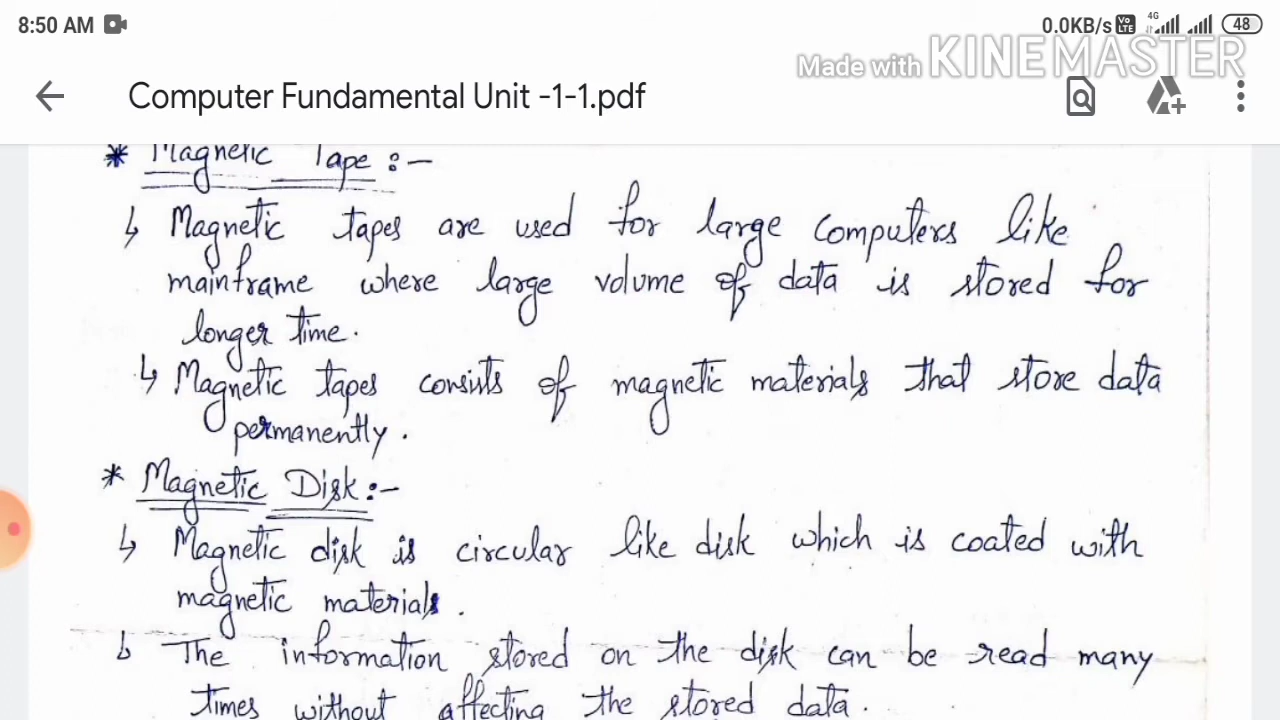 8:50 AM 0.0KB/s Vo LTE 4G 48
Made with KINEMASTER
Computer Fundamental Unit -1-1.pdf
* Magnetic Tape :-
↳ Magnetic tapes are used for large computers like
mainframe where large volume of data is stored for
longer time.
↳ Magnetic tapes consists of magnetic materials that store data
permanently.
* Magnetic Disk :-
↳ Magnetic disk is circular like disk which is coated with
magnetic materials.
↳ The information stored on the disk can be read many
times without affecting the stored data.